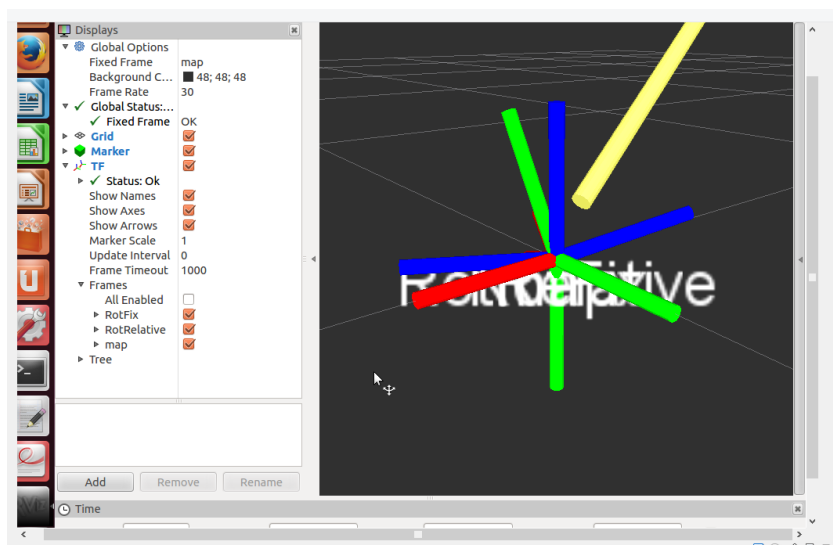 Displays
Global Options
Fixed Frame map
Background C... 48; 48; 48
Frame Rate 30
Global Status:...
Fixed Frame OK
Grid
Marker
TF
Status: Ok
Show Names
Show Axes
Show Arrows
Marker Scale 1
Update Interval 0
Frame Timeout 1000
Frames
All Enabled
RotFix
RotRelative
map
Tree
Add Remove Rename
Time